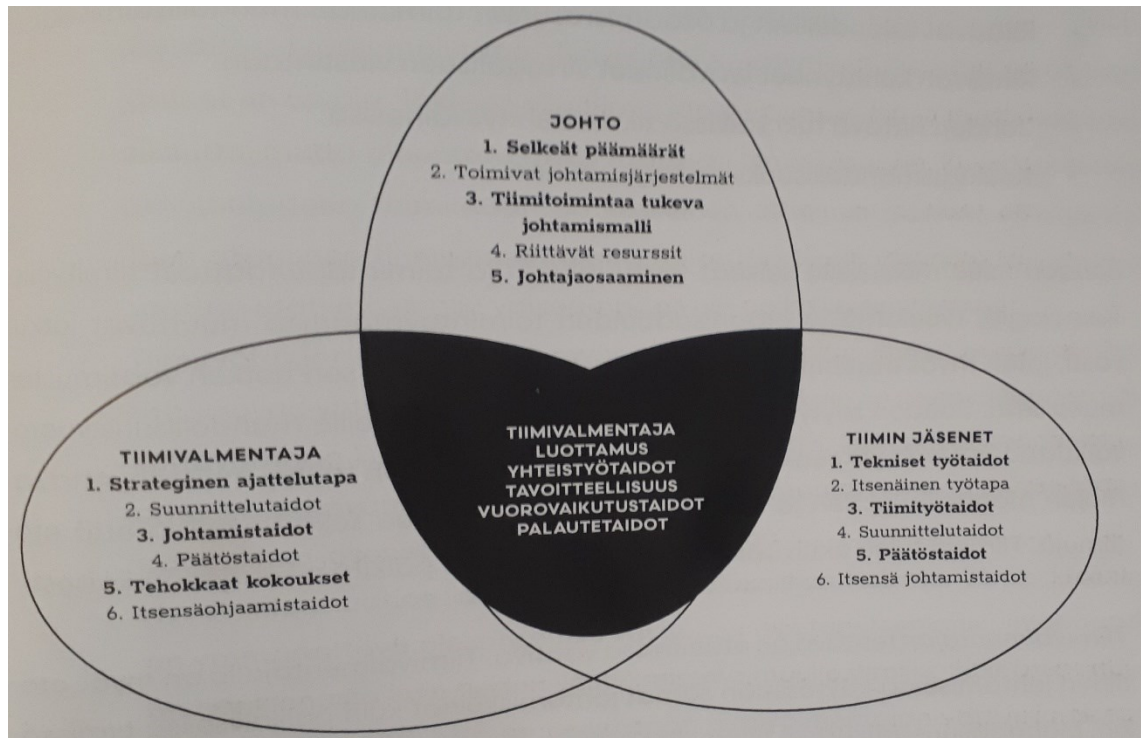 JOHTO
1. Selkeät päämäärät
2. Toimivat johtamisjärjestelmät
3. Tiimitoimintaa tukeva
johtamismalli
4. Riittävät resurssit
5. Johtajaosaaminen
TIIMIVALMENTAJA
1. Strateginen ajattelutapa
2. Suunnittelutaidot
3. Johtamistaidot
4. Päätöstaidot
5. Tehokkaat kokoukset
6. Itsensäohjaamistaidot
TIIMIVALMENTAJA
LUOTTAMUS
YHTEISTYÖTAIDOT
TAVOITTEELLISUUS
VUOROVAIKUTUSTAIDOT
PALAUTETAIDOT
TIIMIN JÄSENET
1. Tekniset työtaidot
2. Itsenäinen työtapa
3. Tiimityötaidot
4. Suunnittelutaidot
5. Päätöstaidot
6. Itsensä johtamistaidot